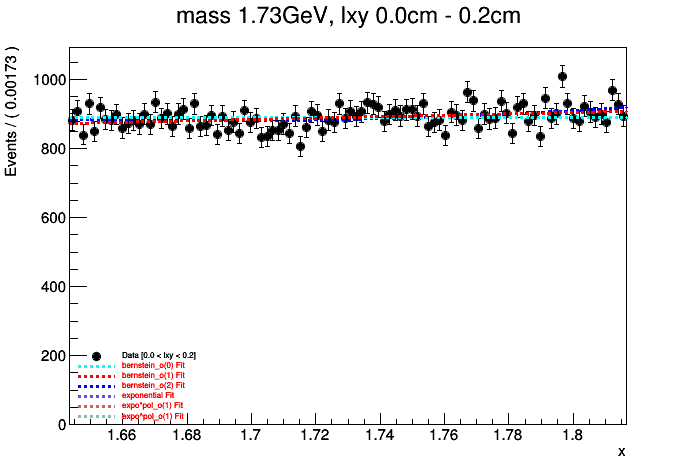 mass 1.73GeV, lxy 0.0cm - 0.2cm
Events / ( 0.00173 )
1000
800
600
400
200
0
Data [0.0 < lxy < 0.2]
bernstein_o(0) Fit
bernstein_o(1) Fit
bernstein_o(2) Fit
exponential Fit
expo*pol_o(1) Fit
expo*pol_o(1) Fit
1.66 1.68 1.7 1.72 1.74 1.76 1.78 1.8
x